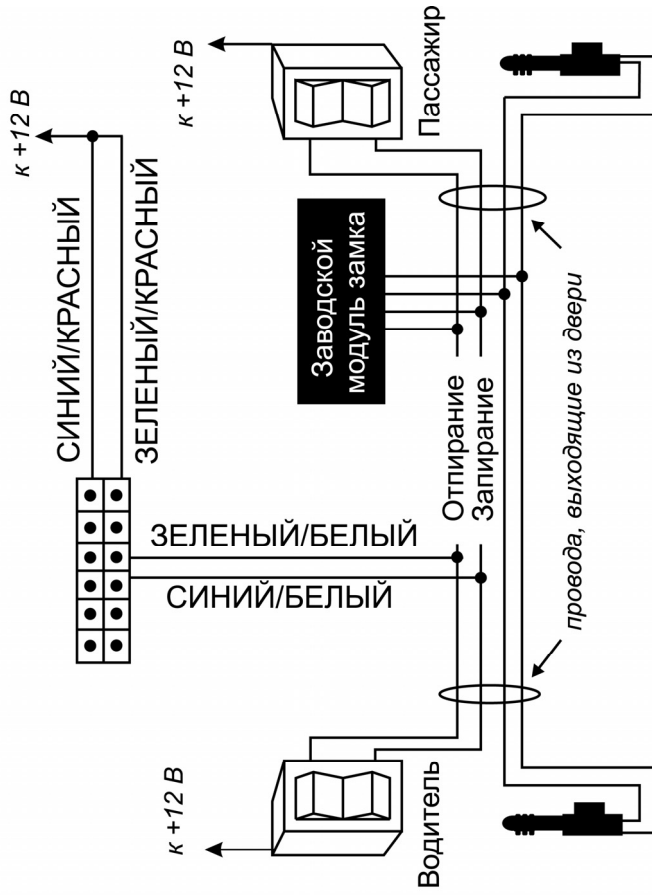 к +12 В
СИНИЙ/КРАСНЫЙ
ЗЕЛЕНЫЙ/КРАСНЫЙ
к +12 В
Пассажир
Заводской
модуль замка
ЗЕЛЕНЫЙ/БЕЛЫЙ
СИНИЙ/БЕЛЫЙ
Отпирание
Запирание
провода, выходящие из двери
к +12 В
Водитель